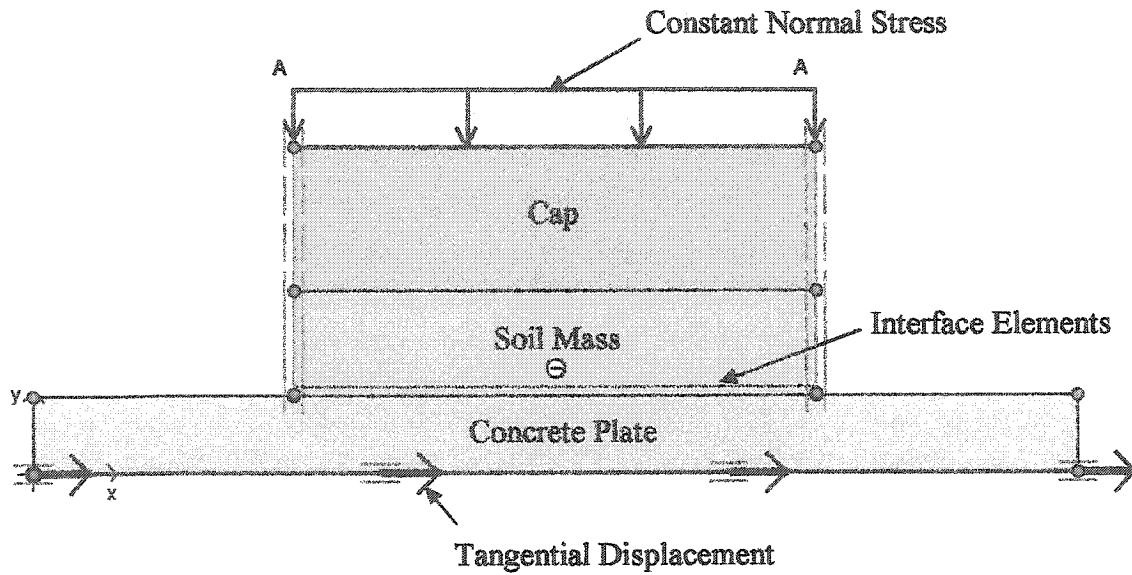 Constant Normal Stress
A
A
Cap
Interface Elements
Soil Mass
y
Concrete Plate
x
Tangential Displacement